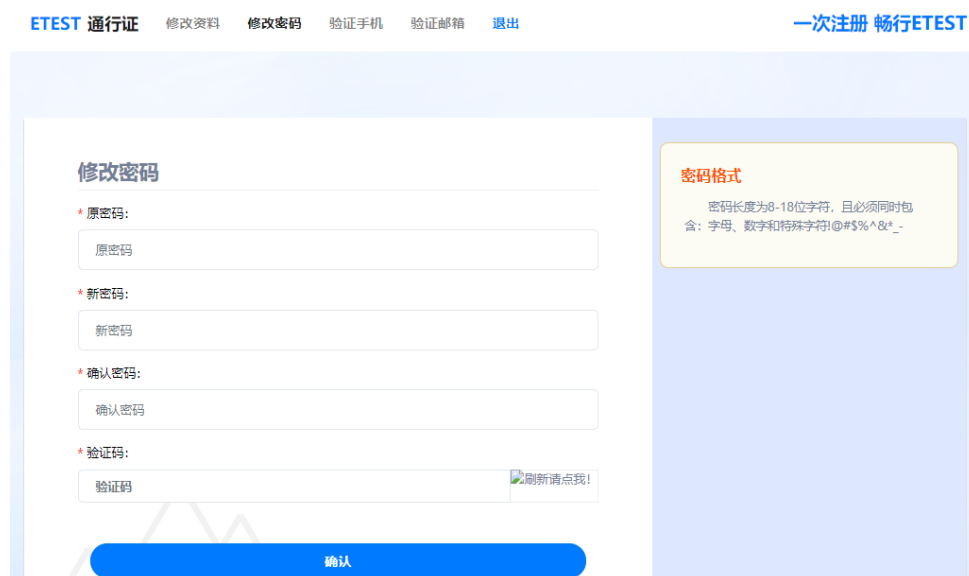 ETEST 通行证 修改资料 修改密码 验证手机 验证邮箱 退出 一次注册 畅行ETEST
修改密码
* 原密码:
原密码
* 新密码:
新密码
* 确认密码:
确认密码
* 验证码:
验证码 刷新请点我!
确认
密码格式
密码长度为8-18位字符，且必须同时包
含：字母、数字和特殊字符!@#$%^&*_-